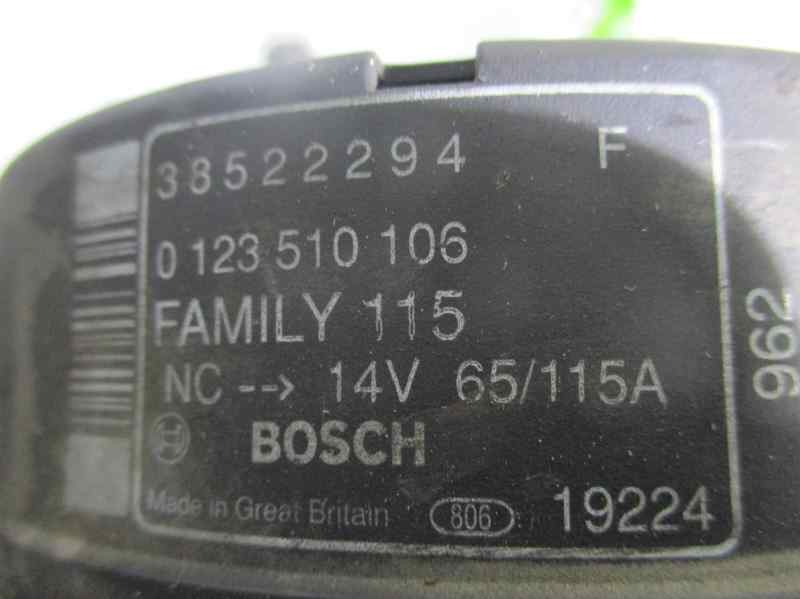 38522294 F
0 123 510 106
FAMILY 115
NC --> 14V 65/115A
BOSCH
Made in Great Britain 806 19224
962